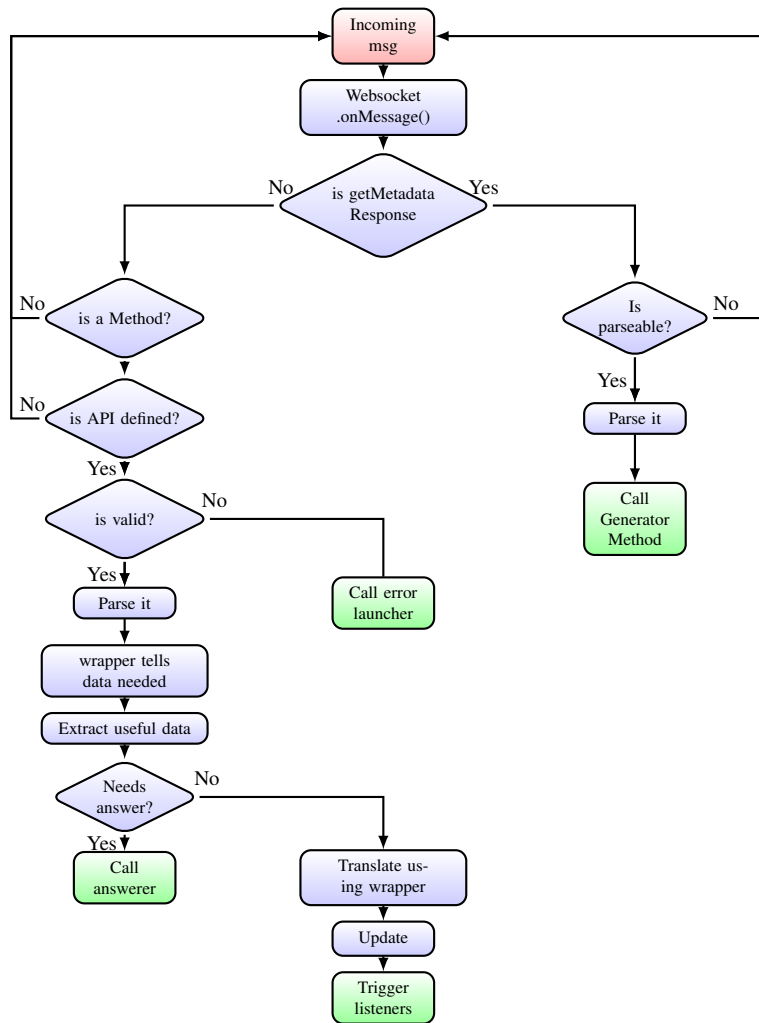 Incoming
msg
Websocket
.onMessage()
No
is getMetadata
Response
Yes
No
is a Method?
Is
parseable?
No
No
is API defined?
Yes
Parse it
Yes
is valid?
No
Call
Generator
Method
Yes
Parse it
Call error
launcher
wrapper tells
data needed
Extract useful data
Needs
answer?
No
Yes
Call
answerer
Translate us-
ing wrapper
Update
Trigger
listeners